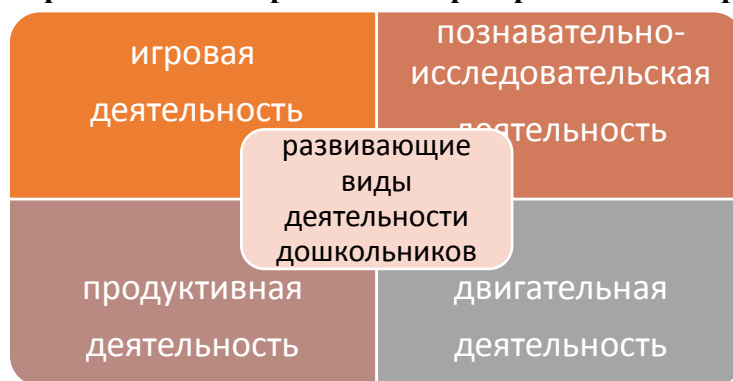 игровая
деятельность
познавательно-
исследовательская
деятельность
развивающие
виды
деятельности
дошкольников
продуктивная
деятельность
двигательная
деятельность